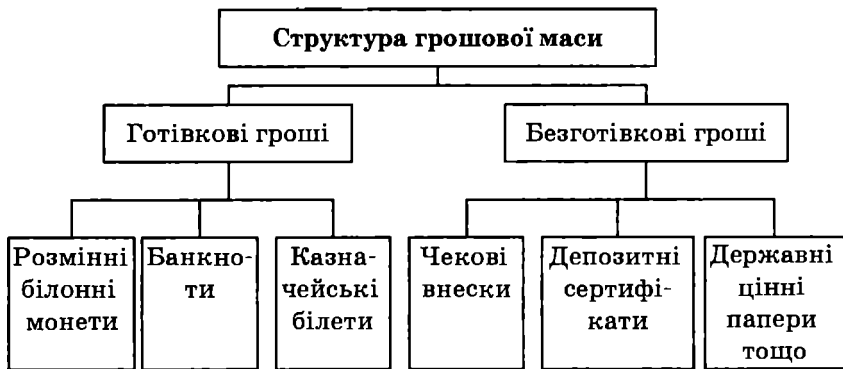 Структура грошової маси
Готівкові гроші
Безготівкові гроші
Розмінні
білонні
монети
Банкно-
ти
Казна-
чейські
білети
Чекові
внески
Депозитні
сертифі-
кати
Державні
цінні
папери
тощо